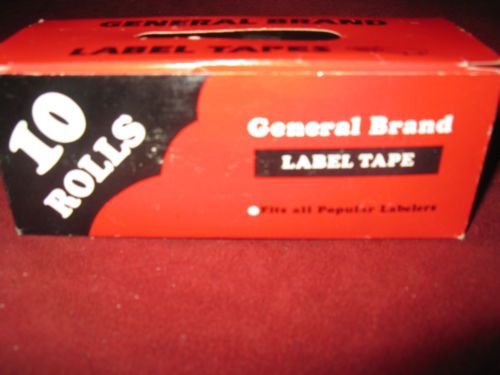 GENERAL BRAND
LABEL TAPES
10
ROLLS
General Brand
LABEL TAPE
Fits all Popular Labelers